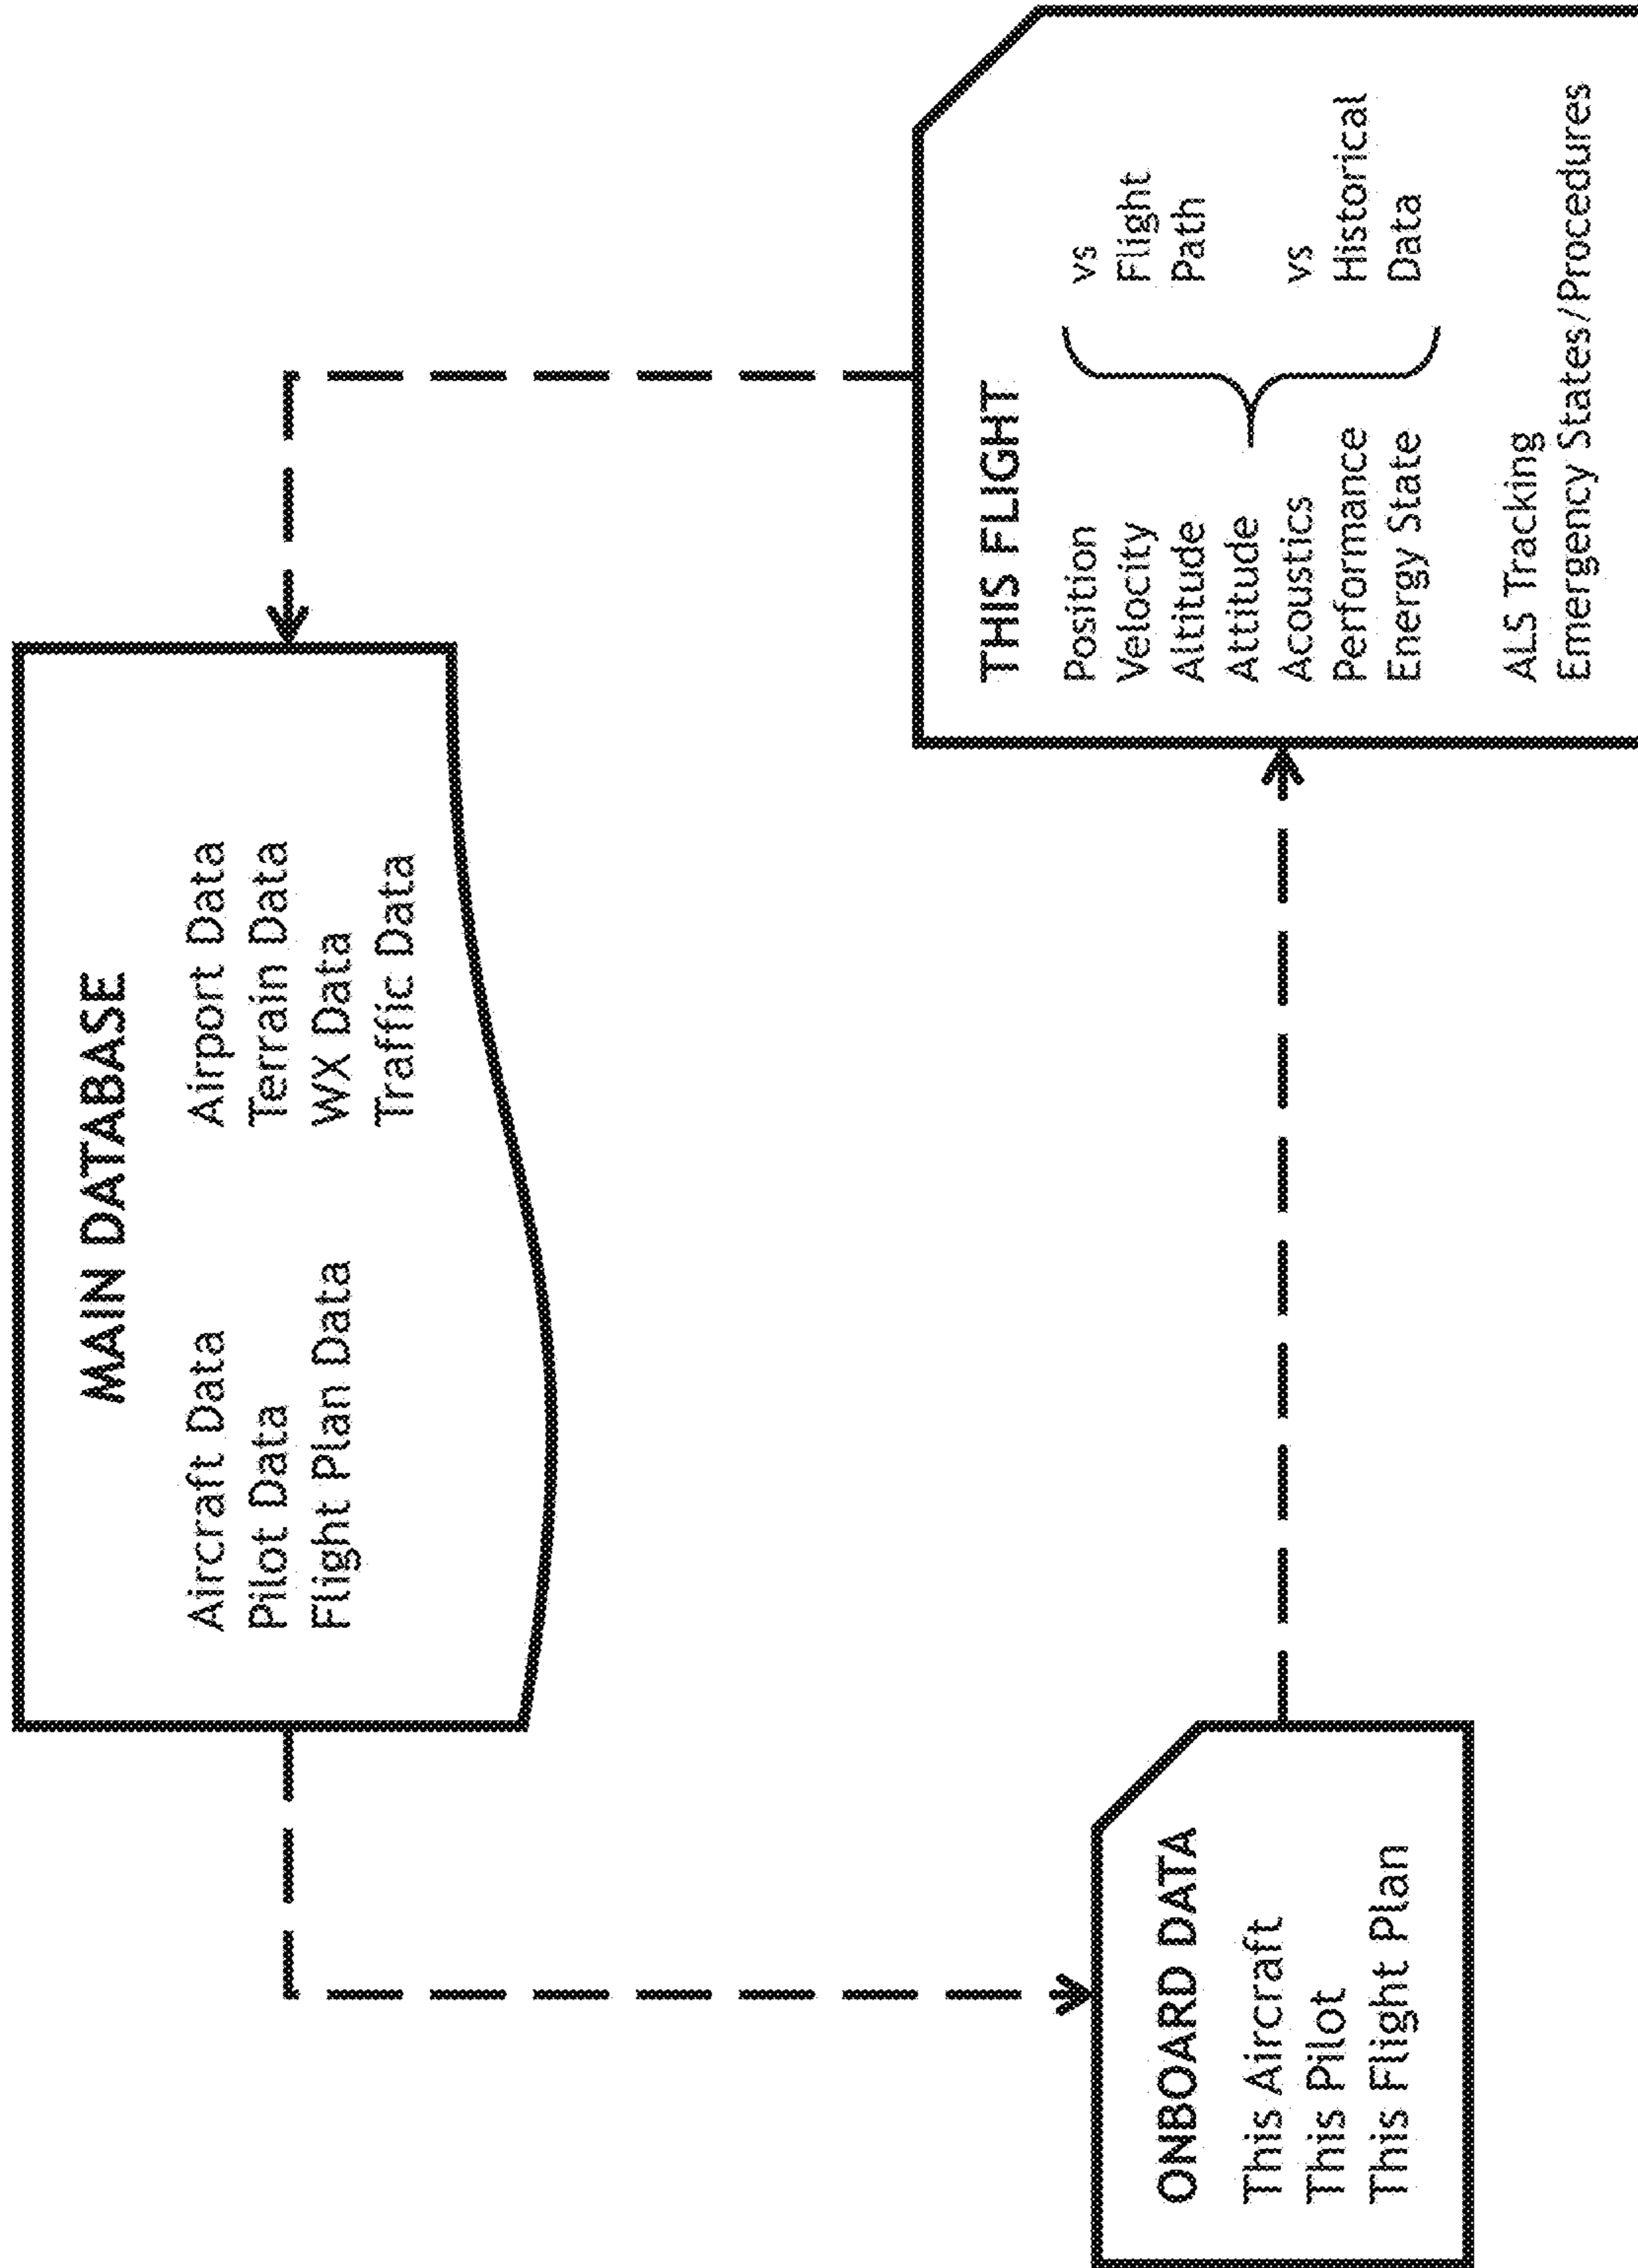 MAIN DATABASE
Aircraft Data
Pilot Data
Flight Plan Data
Airport Data
Terrain Data
WX Data
Traffic Data
ONBOARD DATA
This Aircraft
This Pilot
This Flight Plan
THIS FLIGHT
Position
Velocity
Altitude
Attitude
Acoustics
Performance
Energy State
vs
Flight
Path
vs
Historical
Data
ALS Tracking
Emergency States/Procedures